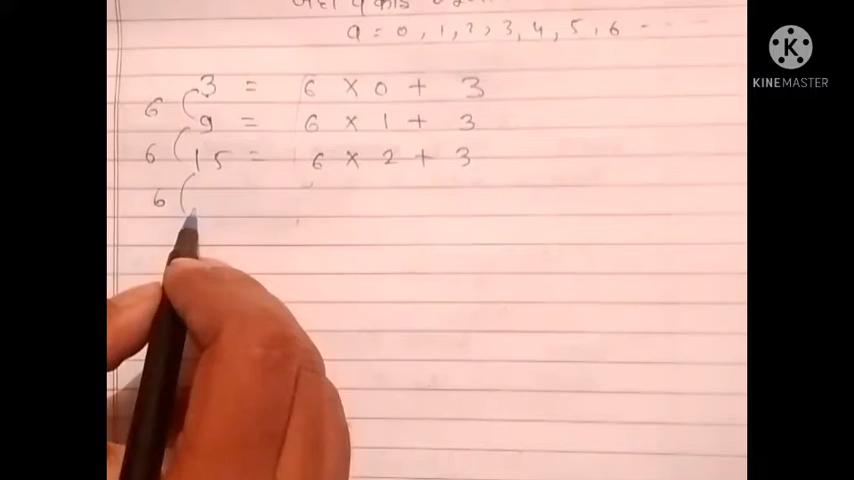 a = 0, 1, 2, 3, 4, 5, 6 - - - -
3 = 6 × 0 + 3
6 (
9 = 6 × 1 + 3
6 (
15 = 6 × 2 + 3
6 (
KINEMASTER